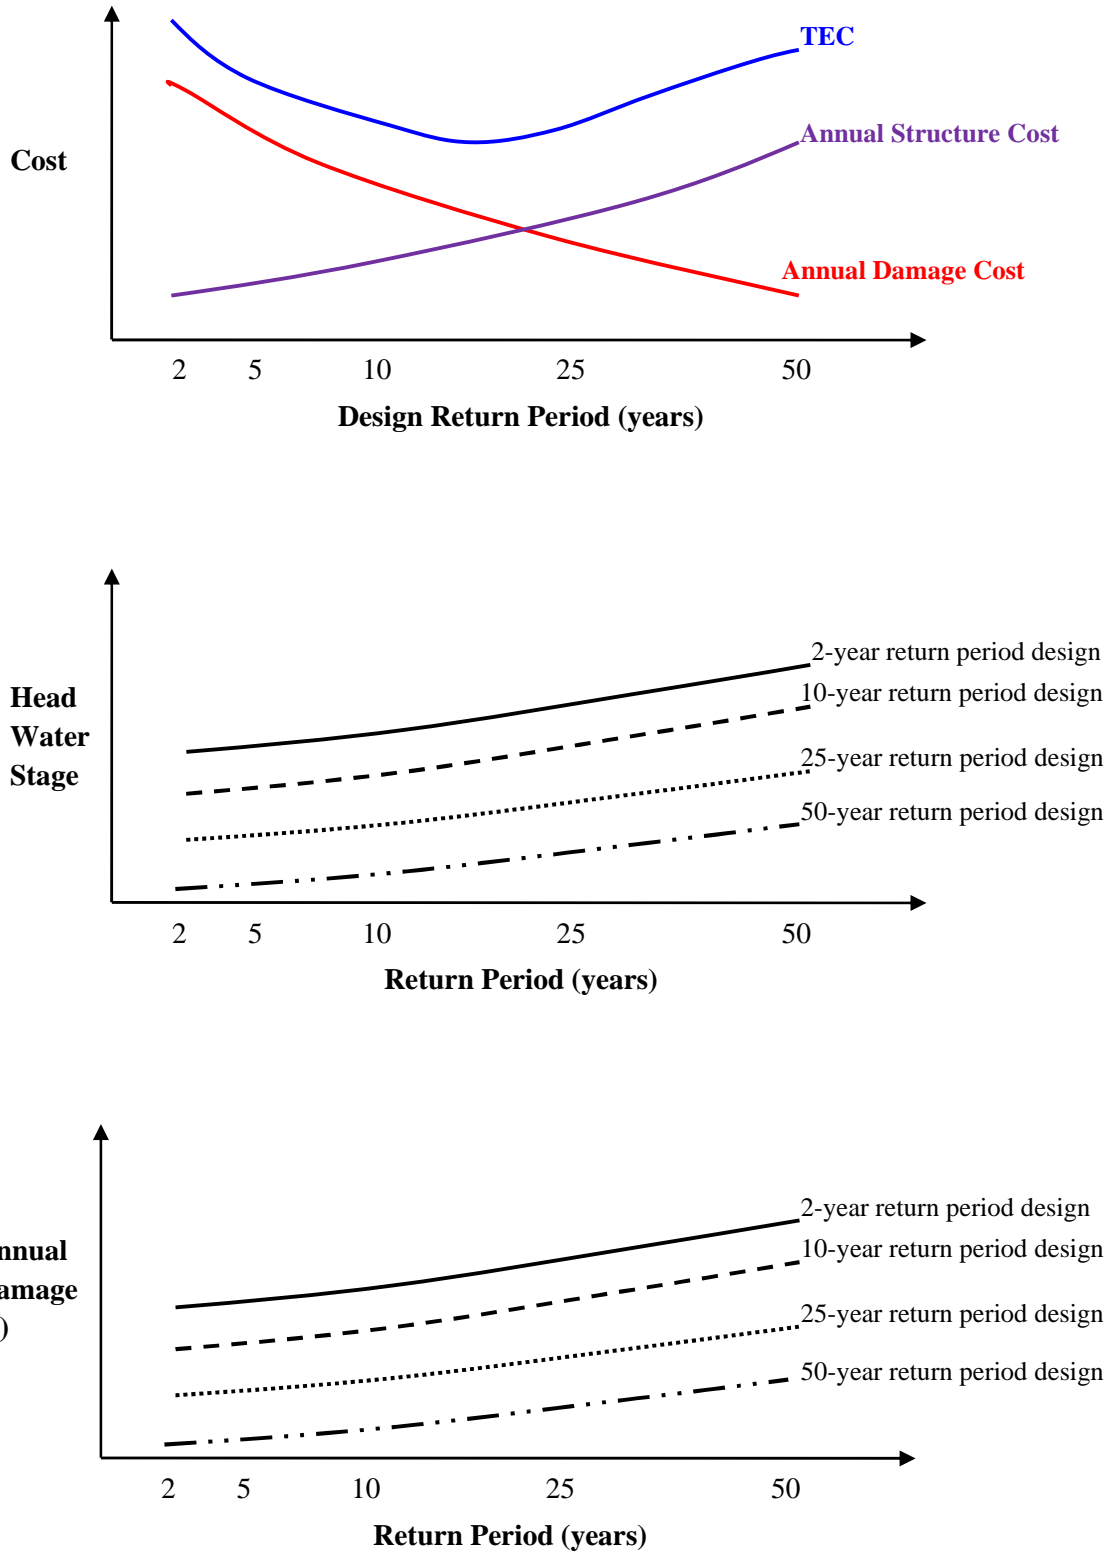 TEC
Annual Structure Cost
Cost
Annual Damage Cost
2 5 10 25 50
Design Return Period (years)
2-year return period design
Head
10-year return period design
Water
Stage
25-year return period design
50-year return period design
2 5 10 25 50
Return Period (years)
2-year return period design
nnual
10-year return period design
amage
)
25-year return period design
50-year return period design
2 5 10 25 50
Return Period (years)